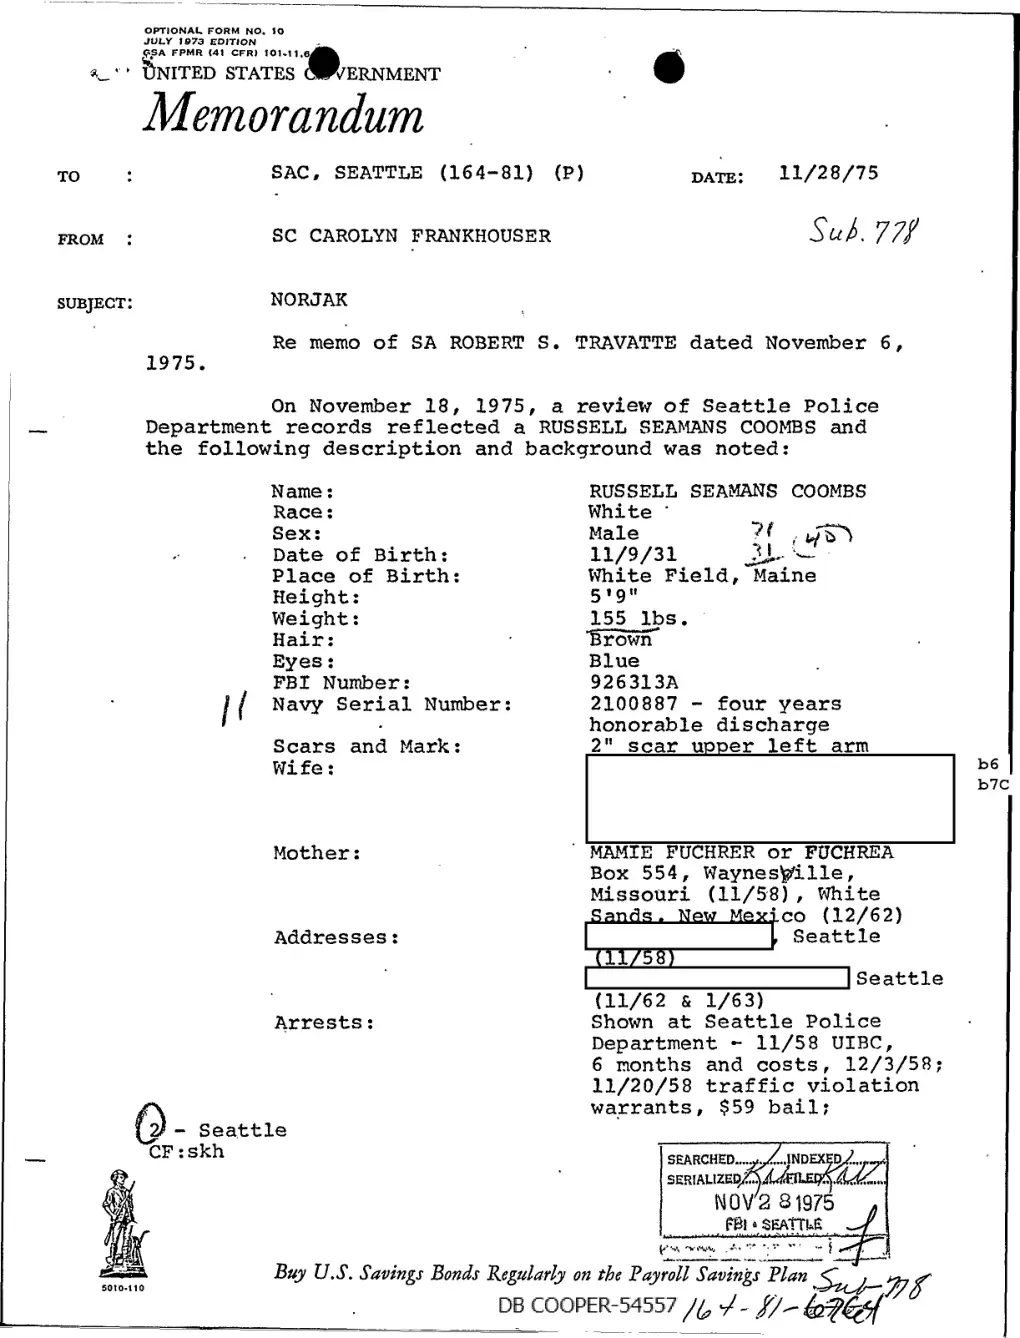 OPTIONAL FORM NO. 10
JULY 1973 EDITION
GSA FPMR (41 CFR) 101-11.6
UNITED STATES GOVERNMENT
Memorandum
TO : SAC, SEATTLE (164-81) (P) DATE: 11/28/75
FROM : SC CAROLYN FRANKHOUSER Sub. 778
SUBJECT: NORJAK
Re memo of SA ROBERT S. TRAVATTE dated November 6,
1975.
On November 18, 1975, a review of Seattle Police
Department records reflected a RUSSELL SEAMANS COOMBS and
the following description and background was noted:
Name: RUSSELL SEAMANS COOMBS
Race: White
Sex: Male 71
Date of Birth: 11/9/31 31 (40)
Place of Birth: White Field, Maine
Height: 5'9"
Weight: 155 lbs.
Hair: Brown
Eyes: Blue
FBI Number: 926313A
Navy Serial Number: 2100887 - four years
honorable discharge
Scars and Mark: 2" scar upper left arm
Wife: b6
b7C
Mother: MAMIE FUCHRER or FUCHREA
Box 554, Waynesville,
Missouri (11/58), White
Sands, New Mexico (12/62)
Addresses: , Seattle
(11/58)
Seattle
(11/62 & 1/63)
Arrests: Shown at Seattle Police
Department - 11/58 UIBC,
6 months and costs, 12/3/58;
11/20/58 traffic violation
warrants, $59 bail;
2 - Seattle
CF:skh
SEARCHED......INDEXED......
SERIALIZED......FILED......
NOV 28 1975
FBI • SEATTLE
Buy U.S. Savings Bonds Regularly on the Payroll Savings Plan
5010-110
Sub-778
DB COOPER-54557 164-81-